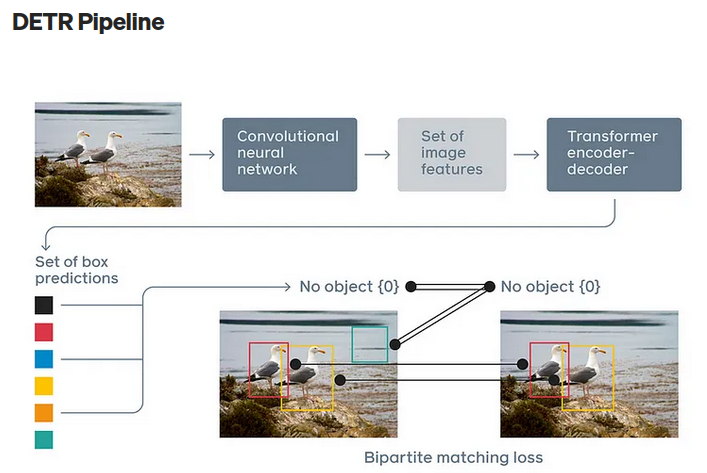 DETR Pipeline
Convolutional
neural
network
Set of
image
features
Transformer
encoder-
decoder
Set of box
predictions
No object {0}
No object {0}
Bipartite matching loss